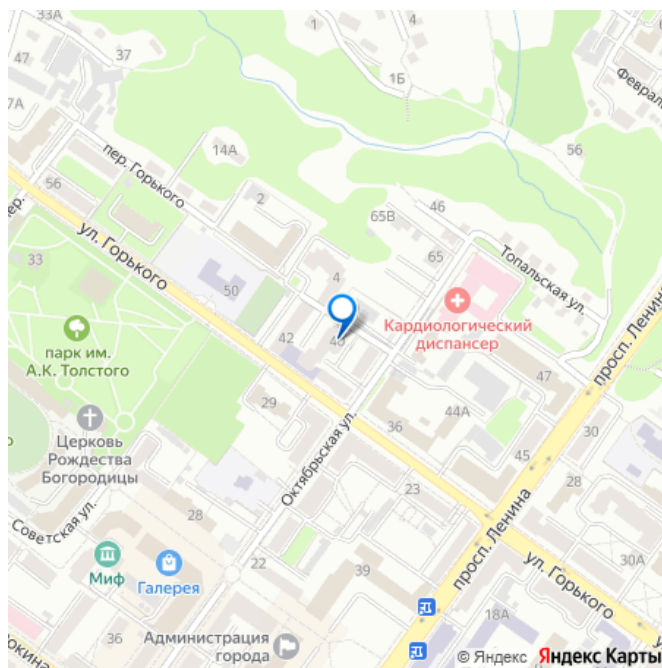 33А
47
37
1
4
1Б
Феврал
7А
пер. Горького
14А
56
56
ул. Горького
2
65В
46
65
Топальская ул.
33
50
4
парк им.
А.К. Толстого
42
Кардиологический
диспансер
47
просп. Ленина
Церковь
Рождества
Богородицы
29
Октябрьская ул.
44А
36
30
45
28
23
Советская ул.
28
Миф
Галерея
22
39
просп. Ленина
ул. Горького
30А
18А
36
Администрация
города
© Яндекс Яндекс Карты